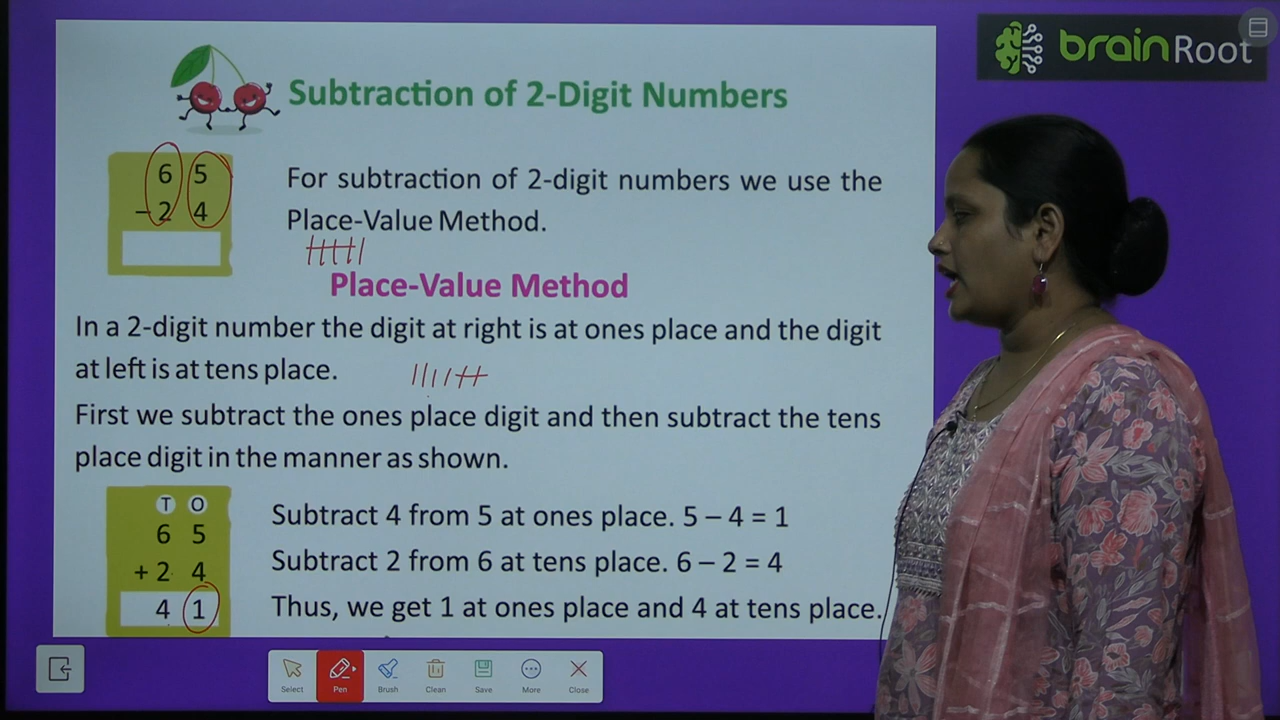 brainRoot
Subtraction of 2-Digit Numbers
6 5
– 2 4
For subtraction of 2-digit numbers we use the
Place-Value Method.
Place-Value Method
In a 2-digit number the digit at right is at ones place and the digit
at left is at tens place.
First we subtract the ones place digit and then subtract the tens
place digit in the manner as shown.
T O
6 5
+ 2 4
4 1
Subtract 4 from 5 at ones place. 5 – 4 = 1
Subtract 2 from 6 at tens place. 6 – 2 = 4
Thus, we get 1 at ones place and 4 at tens place.
Select Pen Brush Clean Save More Close